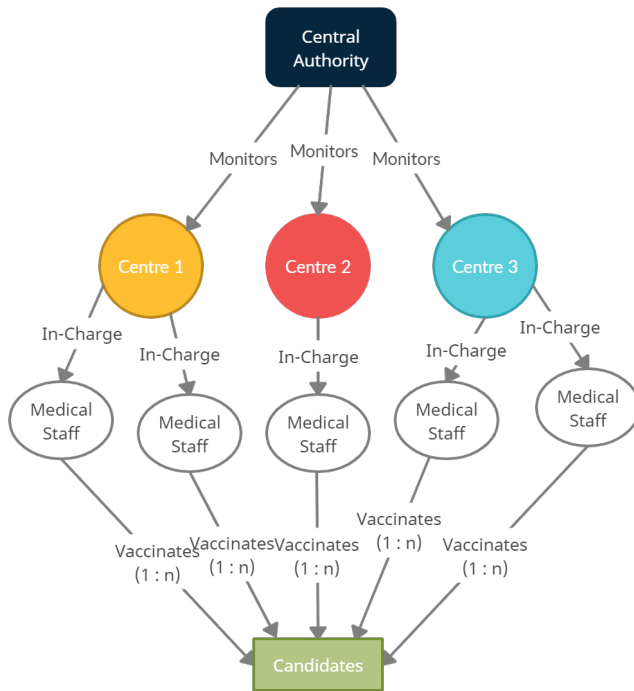 Central
Authority
Monitors
Monitors
Monitors
Centre 1
Centre 2
Centre 3
In-Charge
In-Charge
In-Charge
In-Charge
In-Charge
Medical
Staff
Medical
Staff
Medical
Staff
Medical
Staff
Medical
Staff
Vaccinates
(1 : n)
Vaccinates
(1 : n)
Vaccinates
(1 : n)
Vaccinates
(1 : n)
Vaccinates
(1 : n)
Candidates